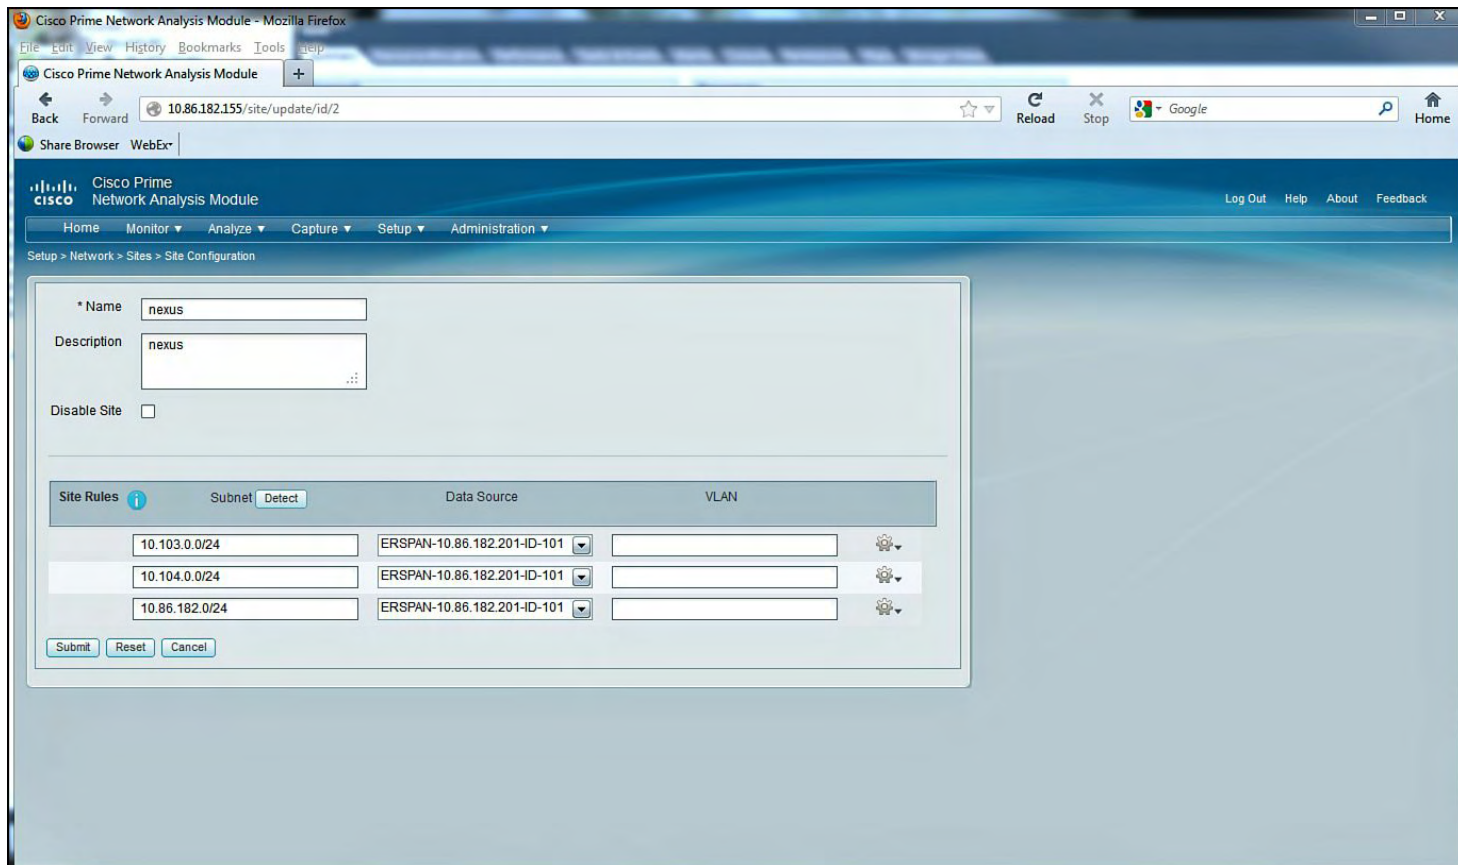 Cisco Prime Network Analysis Module - Mozilla Firefox
File Edit View History Bookmarks Tools Help
Cisco Prime Network Analysis Module +
Back Forward 10.86.182.155/site/update/id/2 Reload Stop Google Home
Share Browser WebEx
cisco Cisco Prime
Network Analysis Module
Log Out Help About Feedback
Home Monitor Analyze Capture Setup Administration
Setup > Network > Sites > Site Configuration
* Name nexus
Description nexus
Disable Site
Site Rules i Subnet Detect Data Source VLAN
10.103.0.0/24 ERSPAN-10.86.182.201-ID-101
10.104.0.0/24 ERSPAN-10.86.182.201-ID-101
10.86.182.0/24 ERSPAN-10.86.182.201-ID-101
Submit Reset Cancel